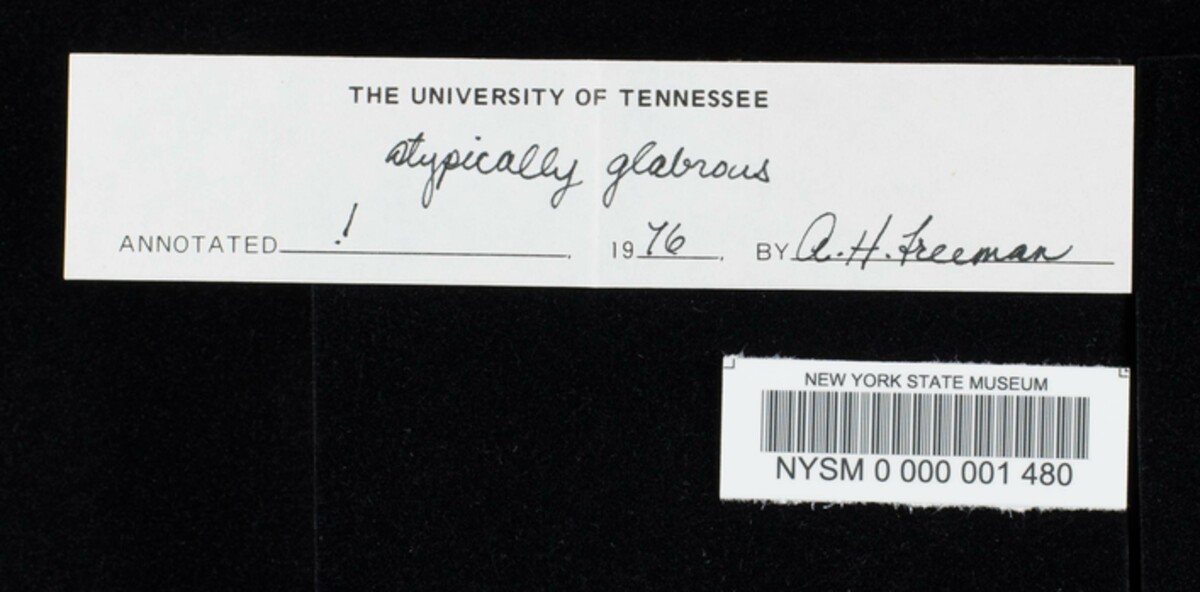 THE UNIVERSITY OF TENNESSEE
atypically glabrous
ANNOTATED ! . 1976. BY A. H. Freeman
NEW YORK STATE MUSEUM
NYSM 0 000 001 480